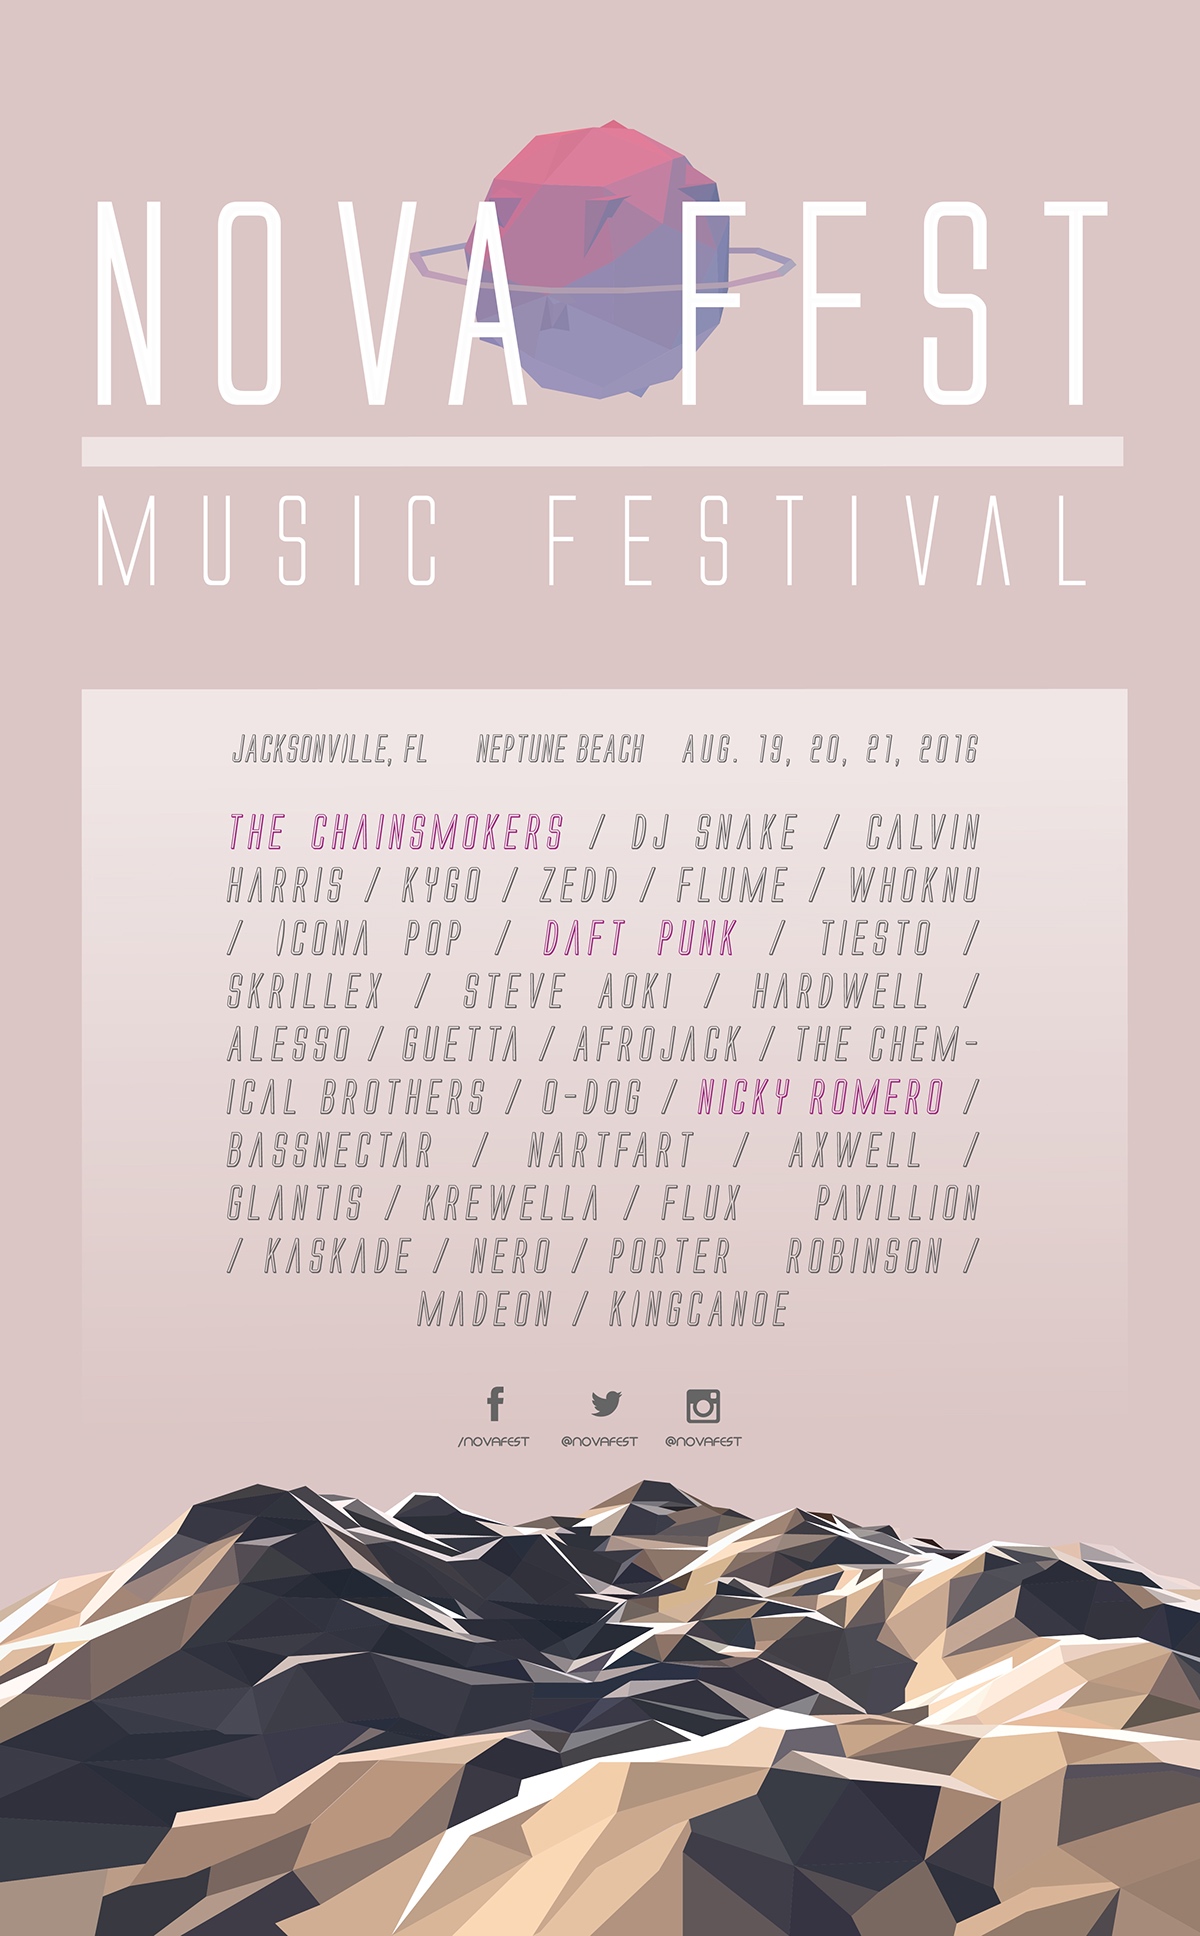 NOVA FEST
MUSIC FESTIVAL
JACKSONVILLE, FL NEPTUNE BEACH AUG. 19, 20, 21, 2016
THE CHAINSMOKERS / DJ SNAKE / CALVIN
HARRIS / KYGO / ZEDD / FLUME / WHOKNU
/ ICONA POP / DAFT PUNK / TIESTO /
SKRILLEX / STEVE AOKI / HARDWELL /
ALESSO / GUETTA / AFROJACK / THE CHEM-
ICAL BROTHERS / O-DOG / NICKY ROMERO /
BASSNECTAR / NARTFART / AXWELL /
GLANTIS / KREWELLA / FLUX PAVILLION
/ KASKADE / NERO / PORTER ROBINSON /
MADEON / KINGCANOE
/NOVAFEST @NOVAFEST @NOVAFEST